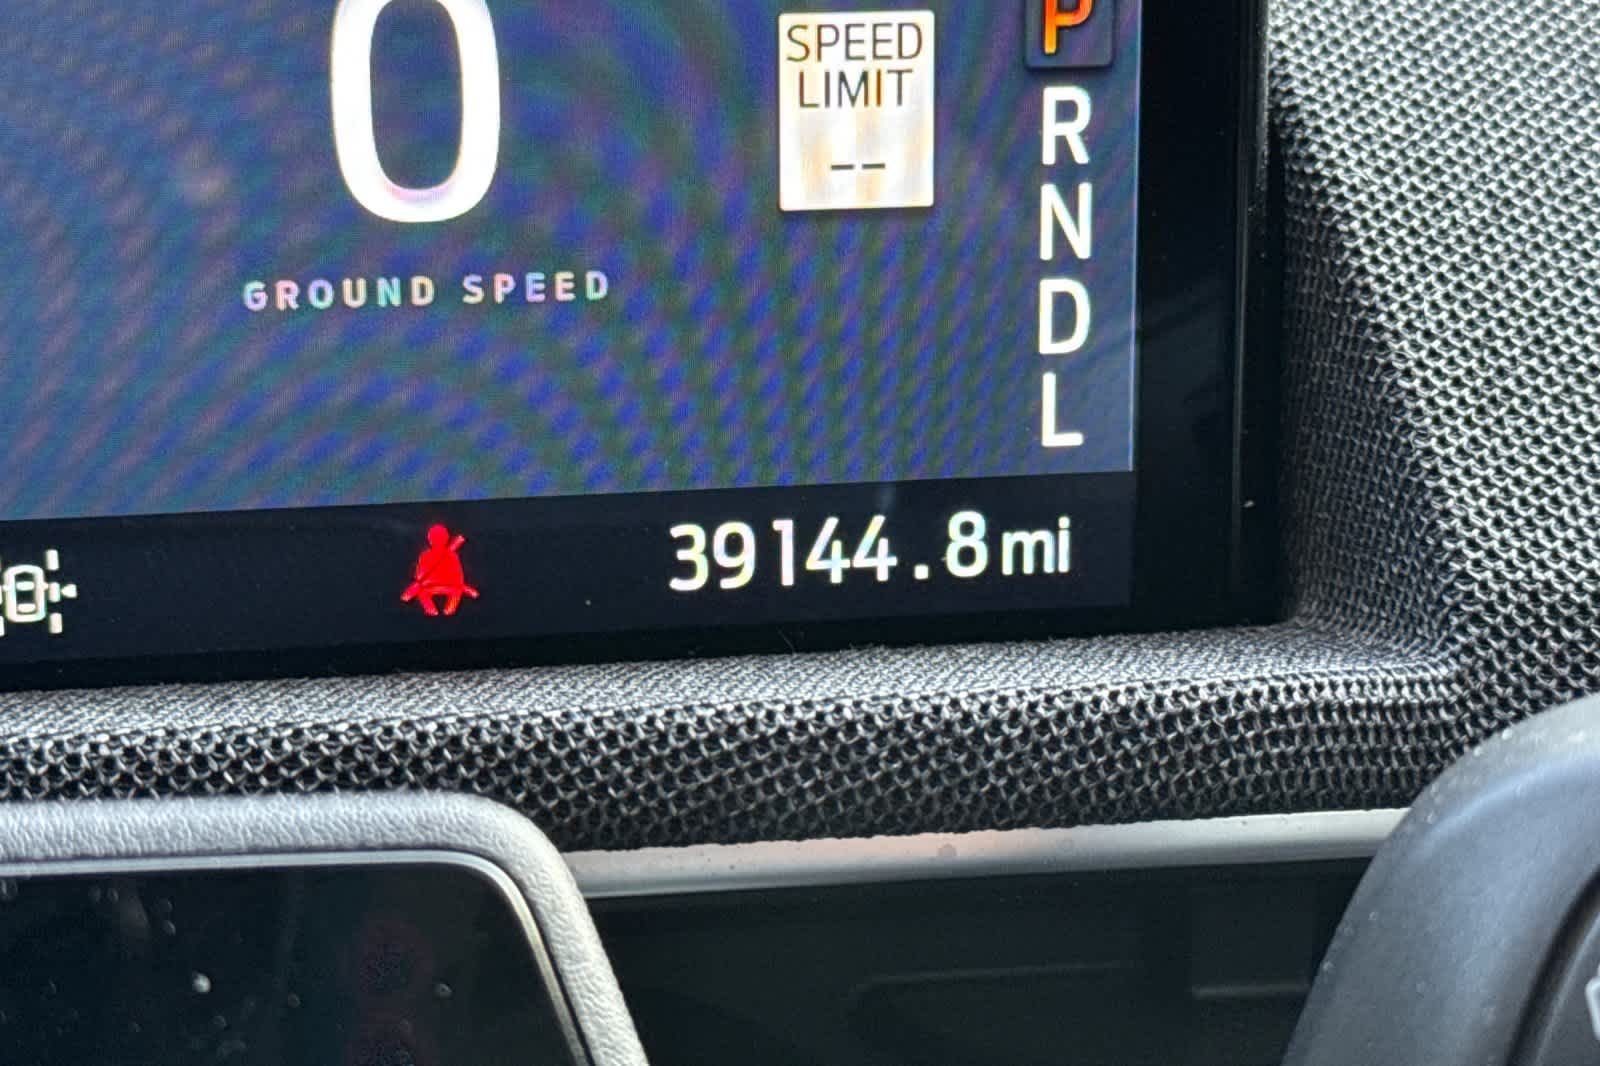 0
SPEED
LIMIT
--
GROUND SPEED
P
R
N
D
L
39144.8 mi